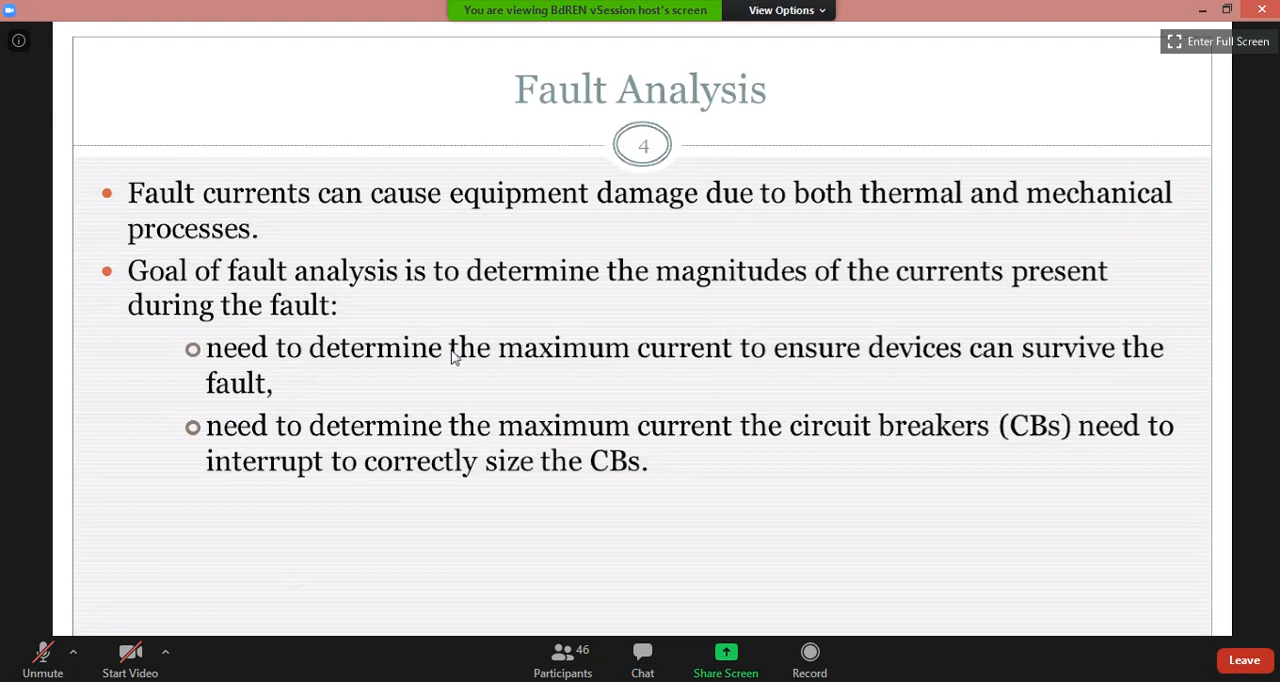 You are viewing BdREN vSession host's screen
View Options
Enter Full Screen
Fault Analysis
4
Fault currents can cause equipment damage due to both thermal and mechanical
processes.
Goal of fault analysis is to determine the magnitudes of the currents present
during the fault:
need to determine the maximum current to ensure devices can survive the
fault,
need to determine the maximum current the circuit breakers (CBs) need to
interrupt to correctly size the CBs.
Unmute
Start Video
46
Participants
Chat
Share Screen
Record
Leave